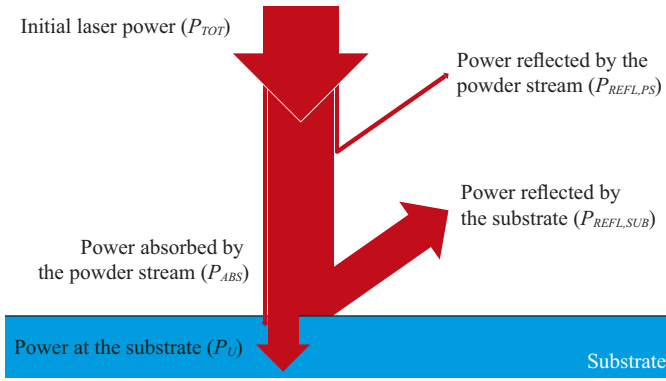 Initial laser power (P_TOT)
Power reflected by the
powder stream (P_REFL,PS)
Power reflected by
the substrate (P_REFL,SUB)
Power absorbed by
the powder stream (P_ABS)
Power at the substrate (P_U)
Substrate